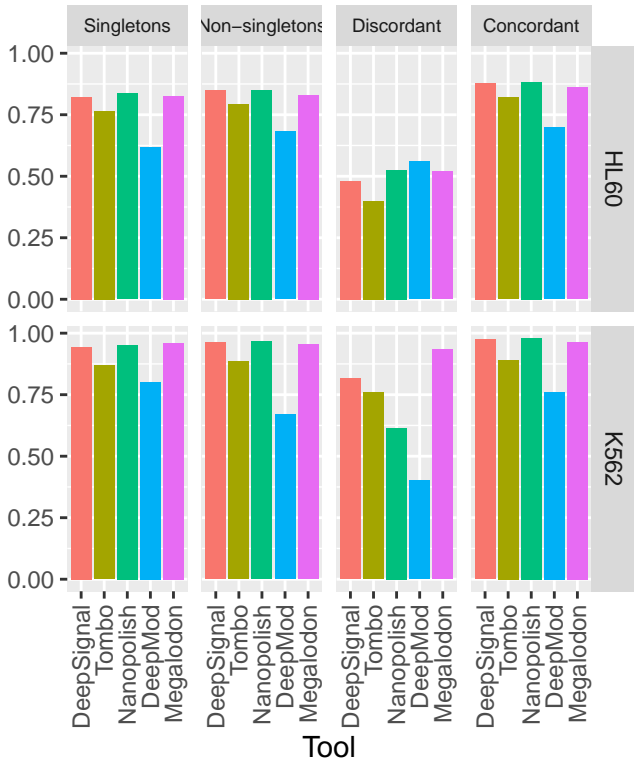 Singletons Non−singletons Discordant Concordant
1.00
0.75
0.50
0.25
0.00
HL60
1.00
0.75
0.50
0.25
0.00
K562
DeepSignal Tombo Nanopolish DeepMod Megalodon DeepSignal Tombo Nanopolish DeepMod Megalodon DeepSignal Tombo Nanopolish DeepMod Megalodon DeepSignal Tombo Nanopolish DeepMod Megalodon
Tool